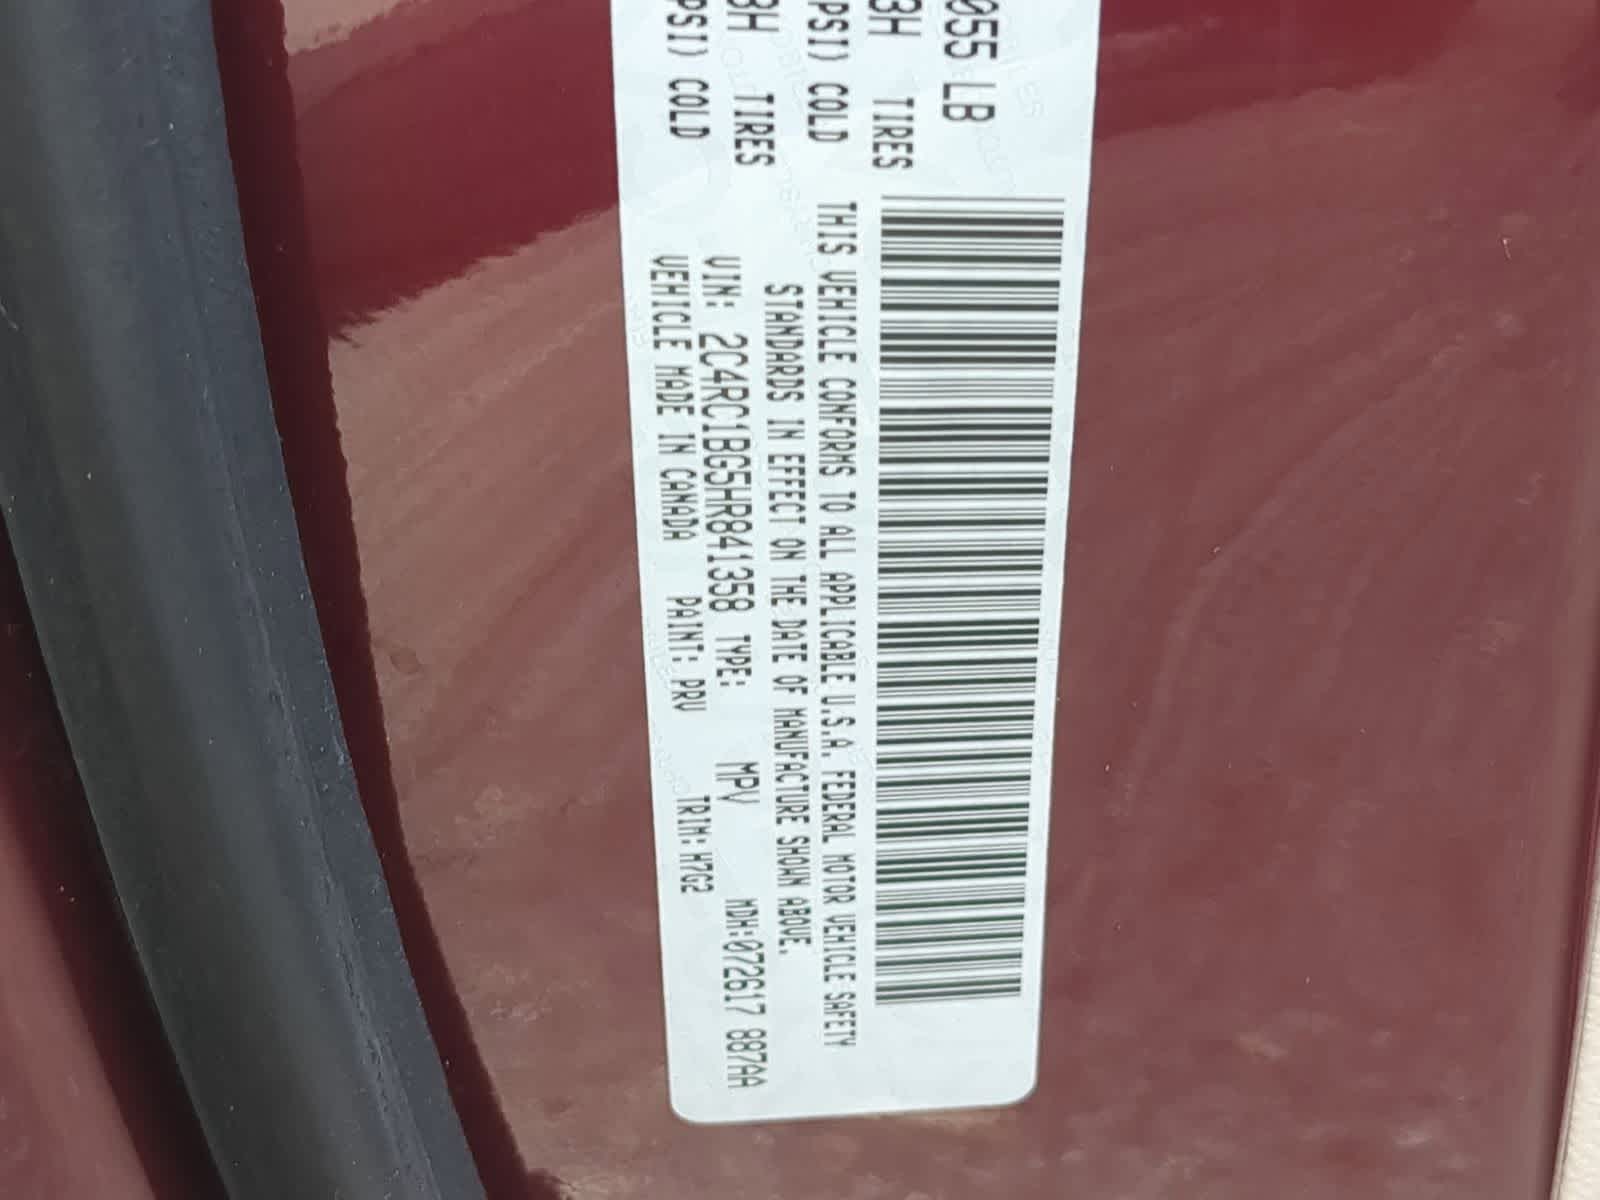 055 LB
3H TIRES
PSI) COLD
3H TIRES
PSI) COLD
THIS VEHICLE CONFORMS TO ALL APPLICABLE U.S.A. FEDERAL MOTOR VEHICLE SAFETY
STANDARDS IN EFFECT ON THE DATE OF MANUFACTURE SHOWN ABOVE.
VIN: 2C4RC1BG5HR841358 TYPE: MPV MDH:072617 887AA
VEHICLE MADE IN CANADA PAINT: PRV TRIM: M7G2